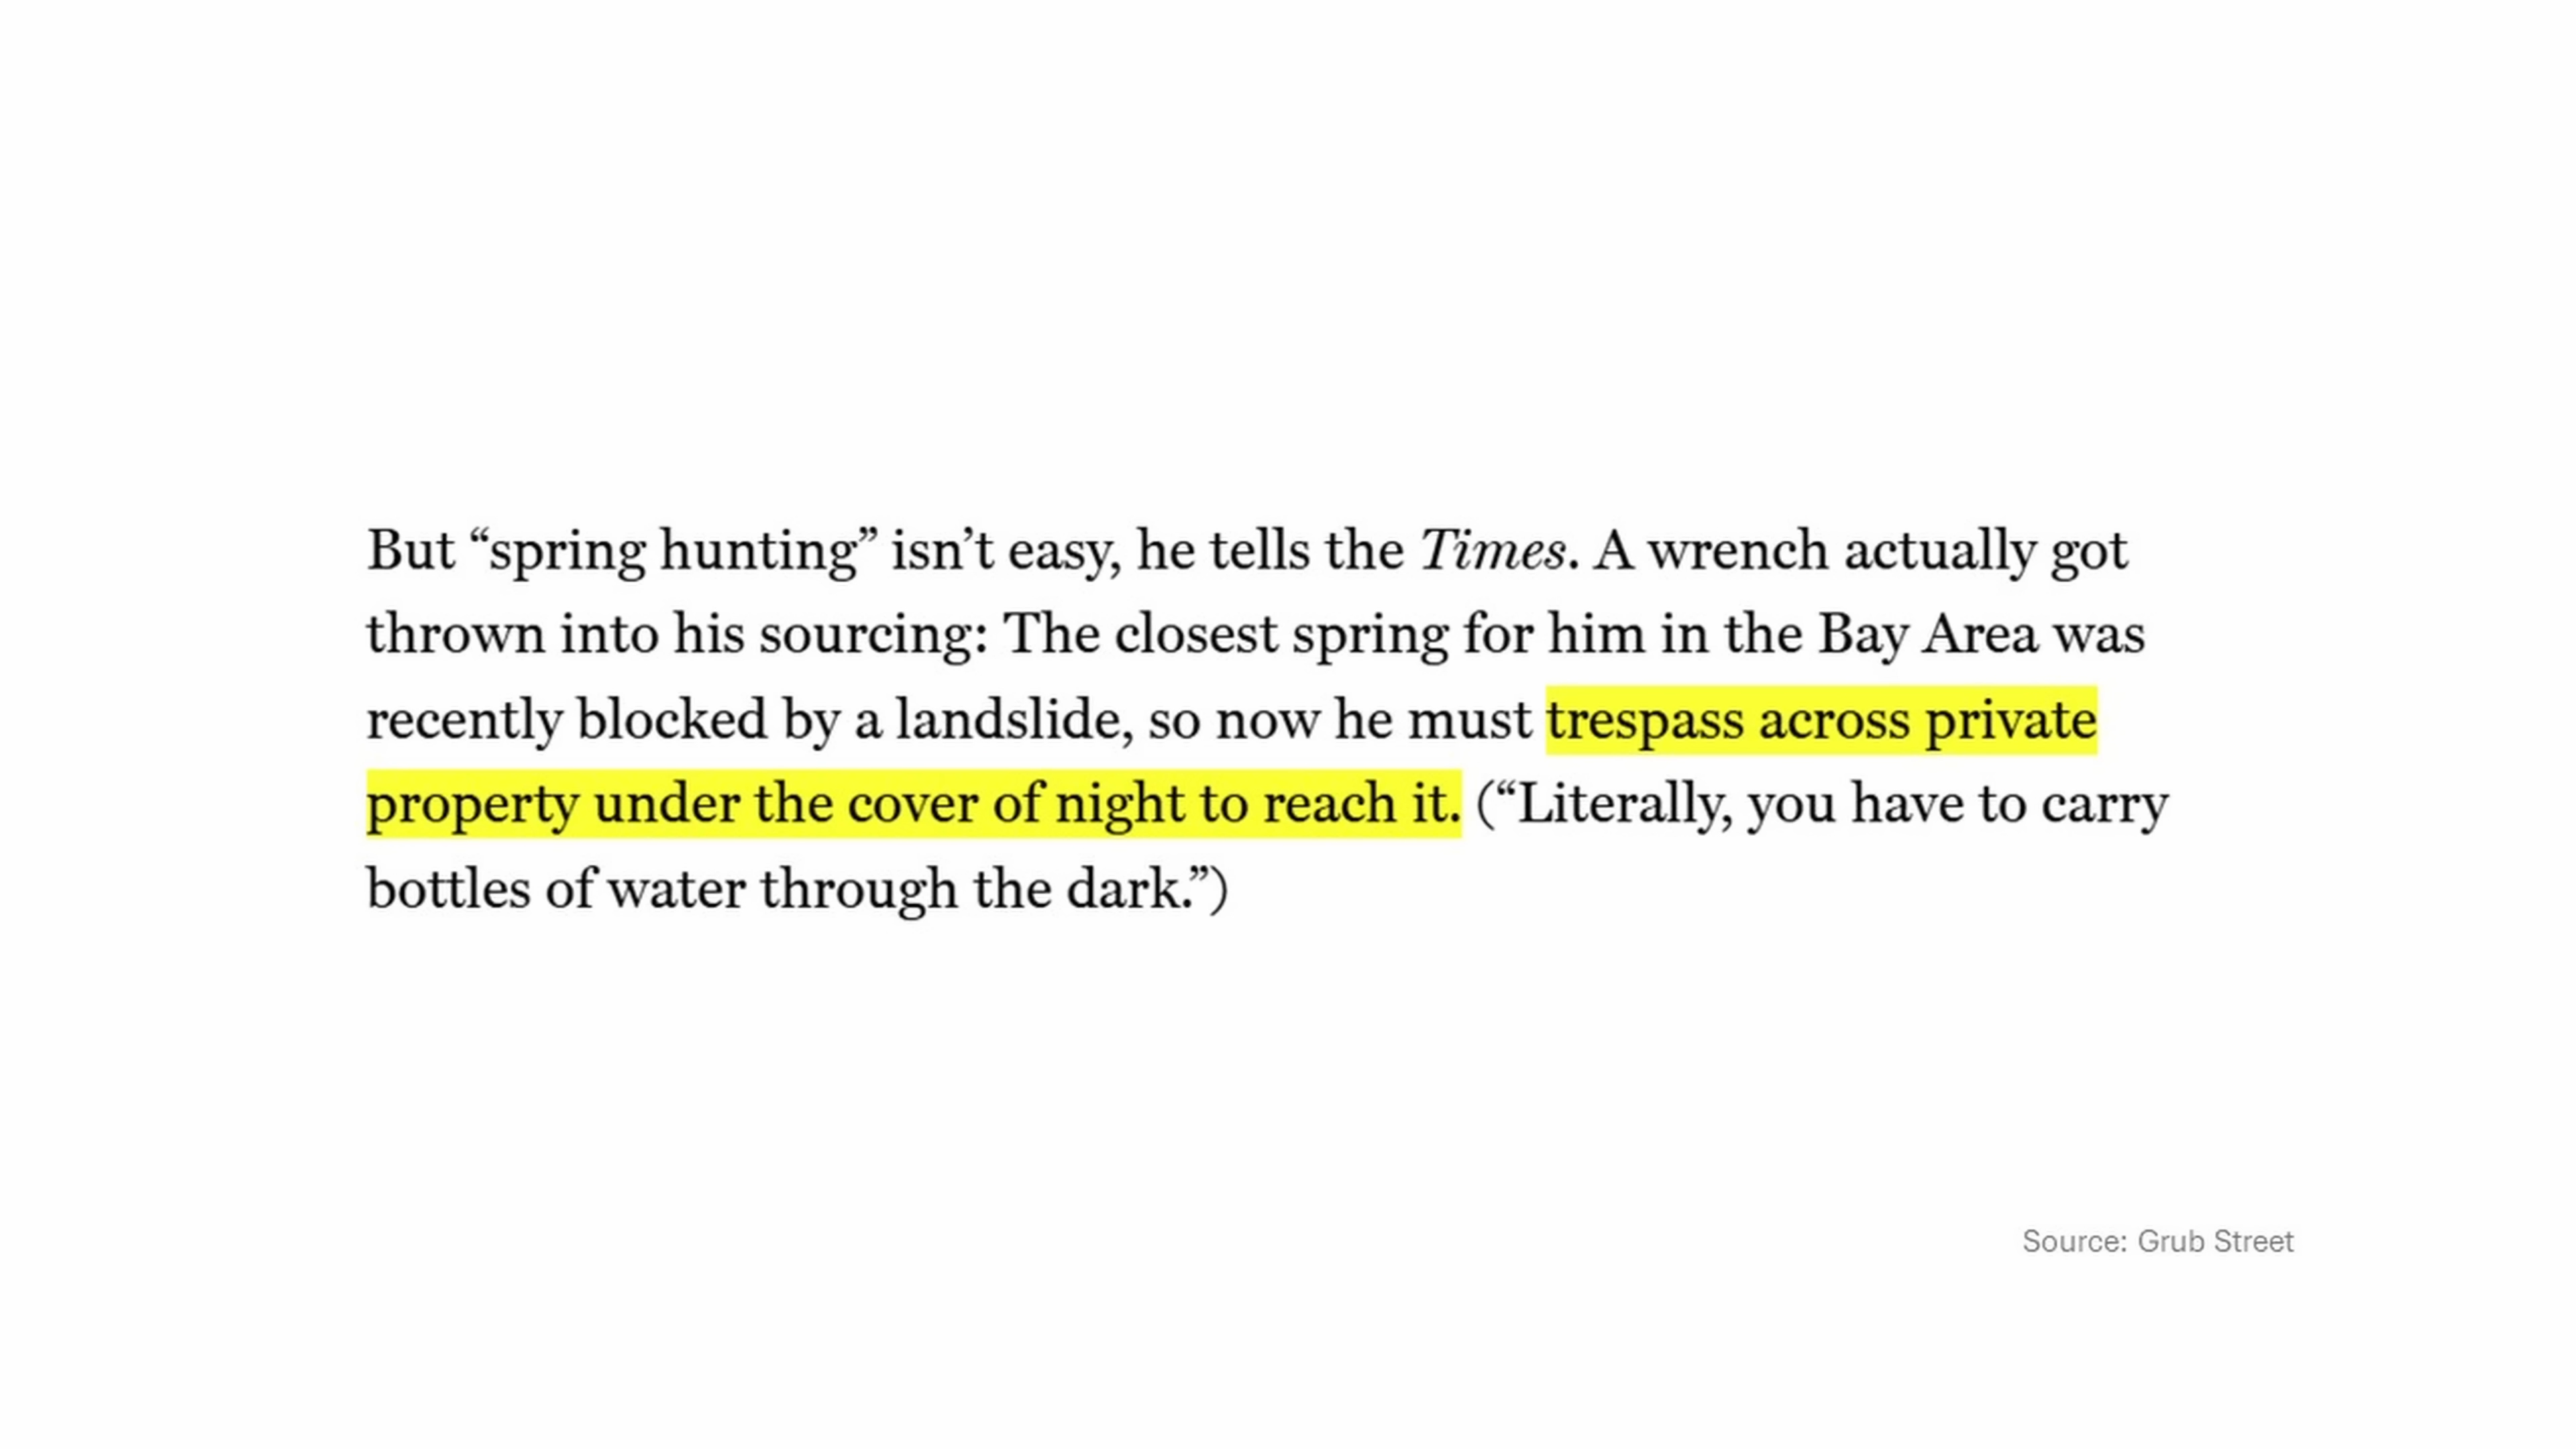 But “spring hunting” isn’t easy, he tells the Times. A wrench actually got
thrown into his sourcing: The closest spring for him in the Bay Area was
recently blocked by a landslide, so now he must trespass across private
property under the cover of night to reach it. (“Literally, you have to carry
bottles of water through the dark.”)
Source: Grub Street